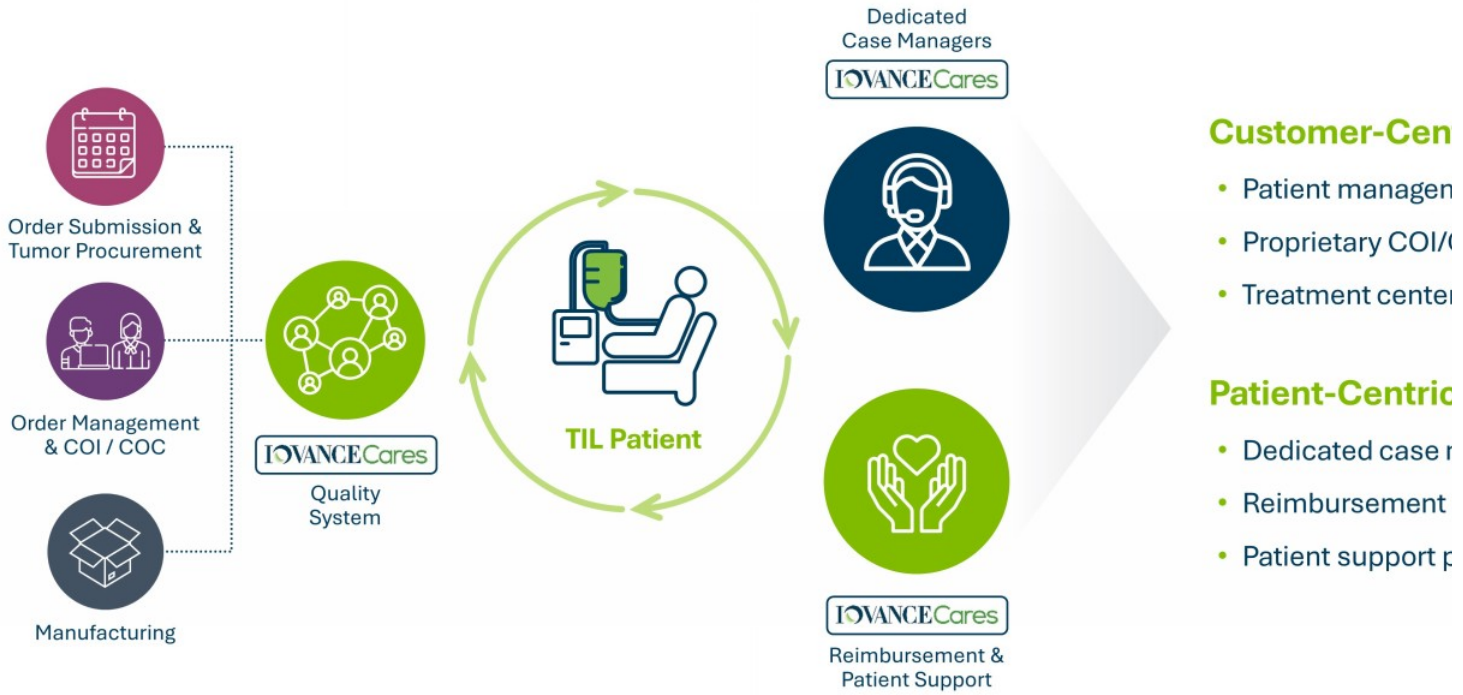 Order Submission &
Tumor Procurement
Order Management
& COI / COC
Manufacturing
IOVANCECares
Quality
System
TIL Patient
Dedicated
Case Managers
IOVANCECares
IOVANCECares
Reimbursement &
Patient Support
Customer-Cen
• Patient managem
• Proprietary COI/
• Treatment center
Patient-Centric
• Dedicated case
• Reimbursement
• Patient support